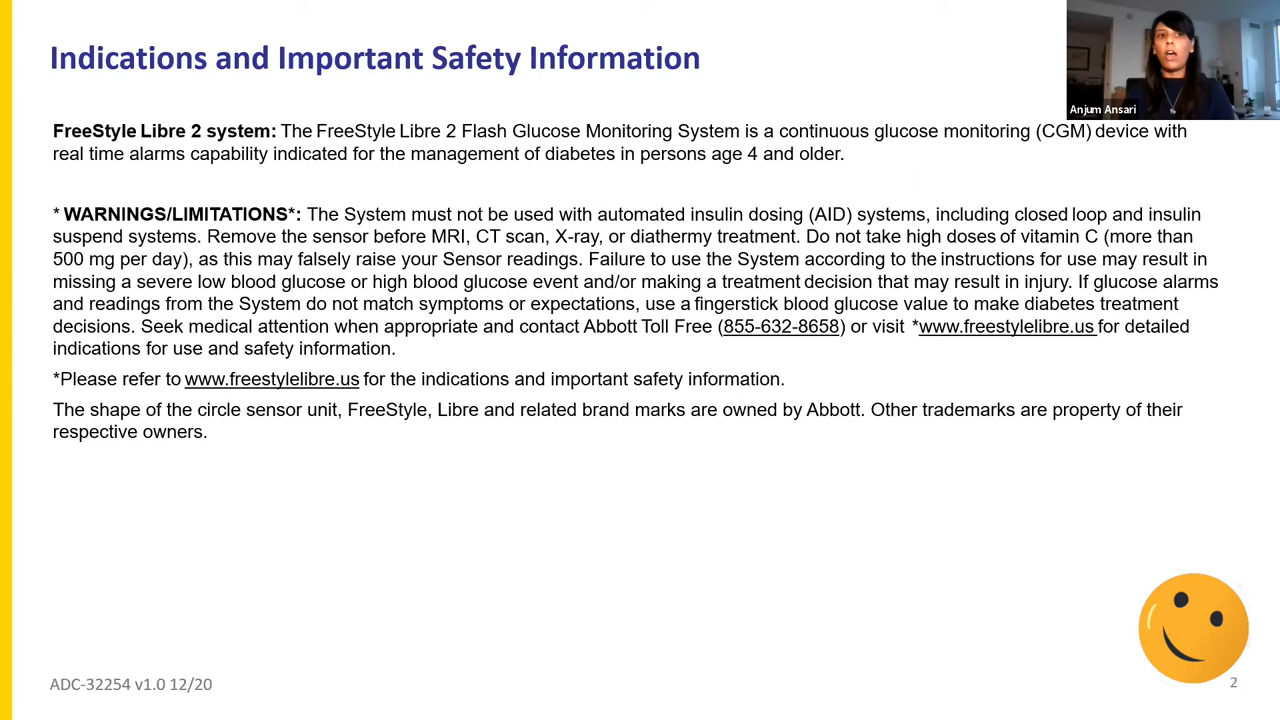 Indications and Important Safety Information
Anjum Ansari
FreeStyle Libre 2 system: The FreeStyle Libre 2 Flash Glucose Monitoring System is a continuous glucose monitoring (CGM) device with
real time alarms capability indicated for the management of diabetes in persons age 4 and older.
* WARNINGS/LIMITATIONS*: The System must not be used with automated insulin dosing (AID) systems, including closed loop and insulin
suspend systems. Remove the sensor before MRI, CT scan, X-ray, or diathermy treatment. Do not take high doses of vitamin C (more than
500 mg per day), as this may falsely raise your Sensor readings. Failure to use the System according to the instructions for use may result in
missing a severe low blood glucose or high blood glucose event and/or making a treatment decision that may result in injury. If glucose alarms
and readings from the System do not match symptoms or expectations, use a fingerstick blood glucose value to make diabetes treatment
decisions. Seek medical attention when appropriate and contact Abbott Toll Free (855-632-8658) or visit *www.freestylelibre.us for detailed
indications for use and safety information.
*Please refer to www.freestylelibre.us for the indications and important safety information.
The shape of the circle sensor unit, FreeStyle, Libre and related brand marks are owned by Abbott. Other trademarks are property of their
respective owners.
ADC-32254 v1.0 12/20
2